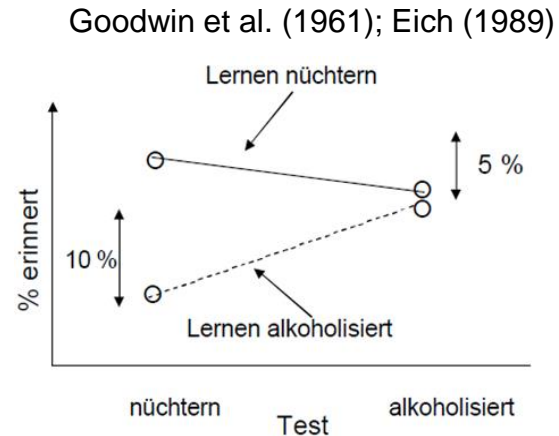 Goodwin et al. (1961); Eich (1989)
Lernen nüchtern
5 %
% erinnert
10 %
Lernen alkoholisiert
nüchtern
alkoholisiert
Test